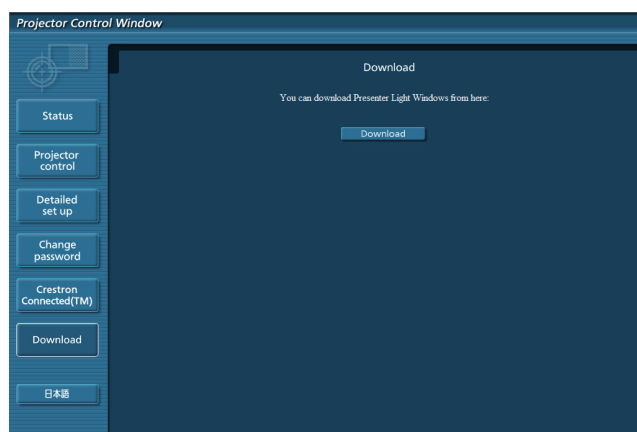 Projector Control Window
Download
You can download Presenter Light Windows from here:
Download
Status
Projector
control
Detailed
set up
Change
password
Crestron
Connected(TM)
Download
日本語